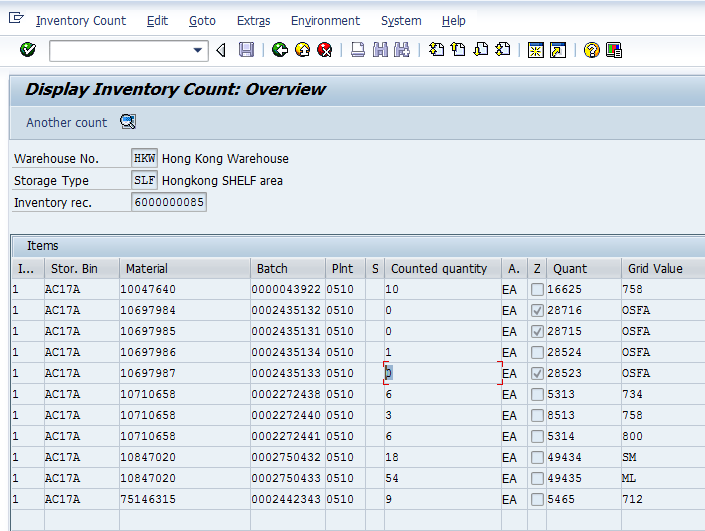 Inventory Count Edit Goto Extras Environment System Help
Display Inventory Count: Overview
Another count
Warehouse No. HKW Hong Kong Warehouse
Storage Type SLF Hongkong SHELF area
Inventory rec. 6000000085
Items
I... Stor. Bin Material Batch Plnt S Counted quantity A. Z Quant Grid Value
1 AC17A 10047640 0000043922 0510 10 EA 16625 758
1 AC17A 10697984 0002435132 0510 0 EA 28716 OSFA
1 AC17A 10697985 0002435131 0510 0 EA 28715 OSFA
1 AC17A 10697986 0002435134 0510 1 EA 28524 OSFA
1 AC17A 10697987 0002435133 0510 0 EA 28523 OSFA
1 AC17A 10710658 0002272438 0510 6 EA 5313 734
1 AC17A 10710658 0002272440 0510 3 EA 8513 758
1 AC17A 10710658 0002272441 0510 6 EA 5314 800
1 AC17A 10847020 0002750432 0510 18 EA 49434 SM
1 AC17A 10847020 0002750433 0510 54 EA 49435 ML
1 AC17A 75146315 0002442343 0510 9 EA 5465 712